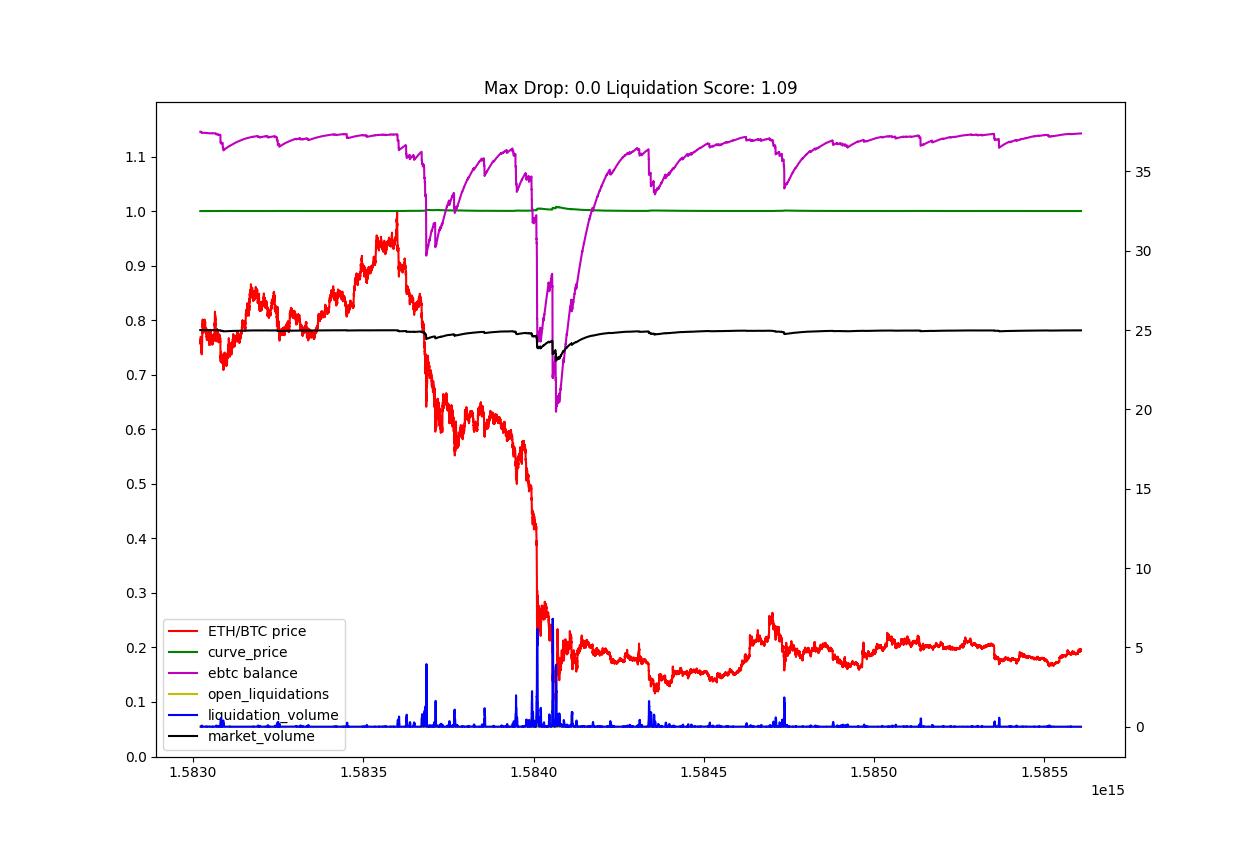 Max Drop: 0.0 Liquidation Score: 1.09
1.1
1.0
0.9
0.8
0.7
0.6
0.5
0.4
0.3
0.2
0.1
0.0
35
30
25
20
15
10
5
0
ETH/BTC price
curve_price
ebtc balance
open_liquidations
liquidation_volume
market_volume
1.5830 1.5835 1.5840 1.5845 1.5850 1.5855
1e15